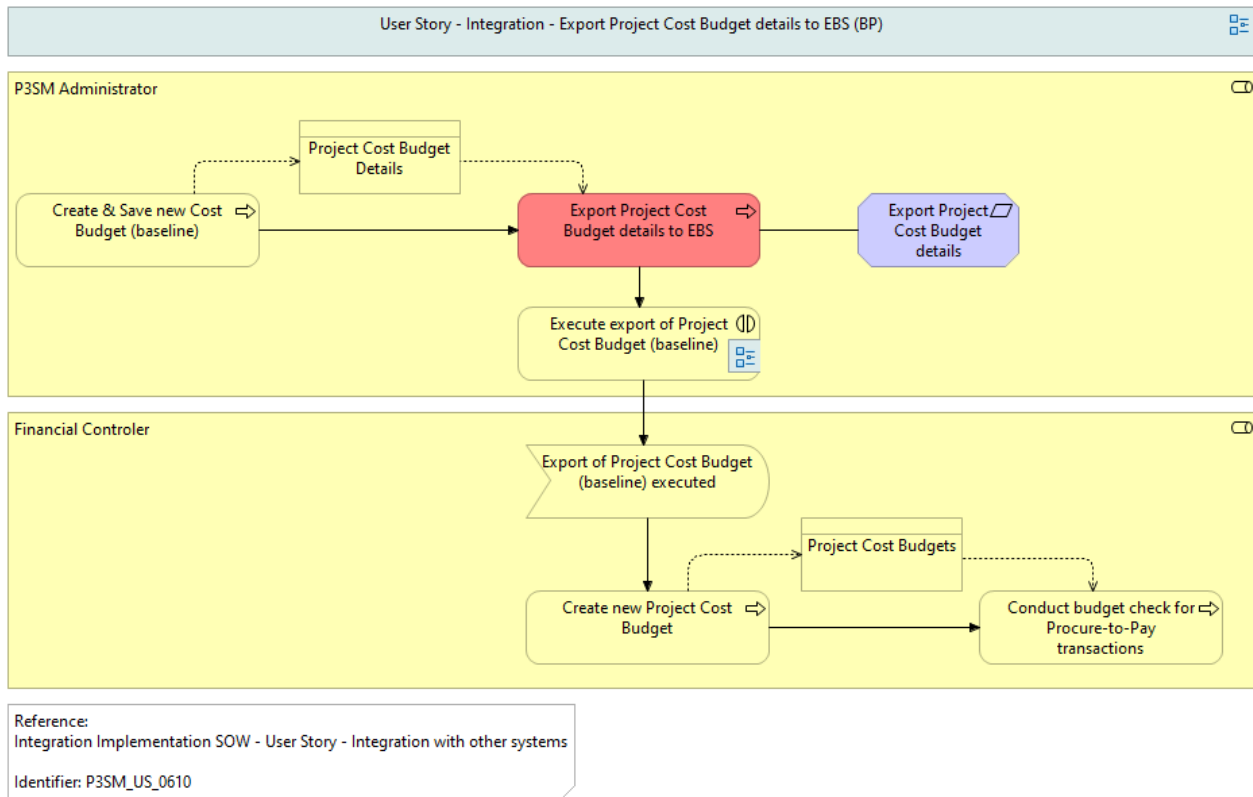 User Story - Integration - Export Project Cost Budget details to EBS (BP)
P3SM Administrator
Project Cost Budget
Details
Create & Save new Cost
Budget (baseline)
Export Project Cost
Budget details to EBS
Export Project
Cost Budget
details
Execute export of Project
Cost Budget (baseline)
Financial Controler
Export of Project Cost Budget
(baseline) executed
Project Cost Budgets
Create new Project Cost
Budget
Conduct budget check for
Procure-to-Pay
transactions
Reference:
Integration Implementation SOW - User Story - Integration with other systems
Identifier: P3SM_US_0610